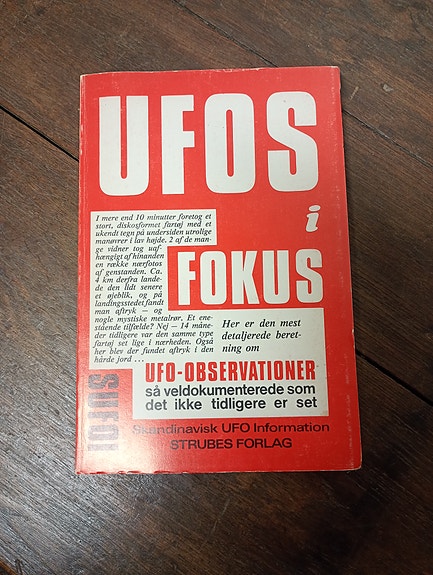 UFOS
i
FOKUS
I mere end 10 minutter foretog et
stort, diskosformet fartøj med et
ukendt tegn på undersiden utrolige
manøvrer i lav højde. 2 af de man-
ge vidner tog uaf-
hængigt af hinanden
en række nærfotos
af genstanden. Ca.
4 km derfra lande-
de den lidt senere
et øjeblik, og på
landingsstedet fandt
man aftryk — og
nogle mystiske metalrør. Et ene-
stående tilfælde? Nej — 14 måne-
der tidligere var den samme type
fartøj set lige i nærheden. Også
her blev der fundet aftryk i den
hårde jord ...
Her er den mest
detaljerede beret-
ning om
UFO-OBSERVATIONER
så veldokumenterede som
det ikke tidligere er set
SUFOI
Skandinavisk UFO Information
STRUBES FORLAG